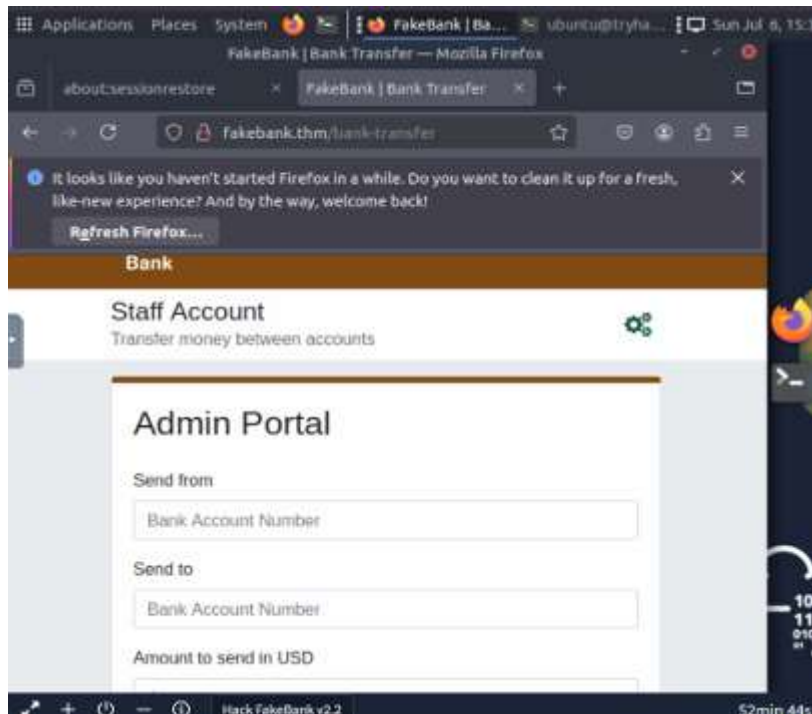 Applications Places System FakeBank | Ba... ubuntu@tryha... Sun Jul 6, 15:1
FakeBank | Bank Transfer — Mozilla Firefox
about:sessionrestore FakeBank | Bank Transfer
fakebank.thm/bank-transfer
It looks like you haven't started Firefox in a while. Do you want to clean it up for a fresh,
like-new experience? And by the way, welcome back!
Refresh Firefox...
Bank
Staff Account
Transfer money between accounts
Admin Portal
Send from
Bank Account Number
Send to
Bank Account Number
Amount to send in USD
10
11
010
Hack FakeBank v2.2 52min 44s